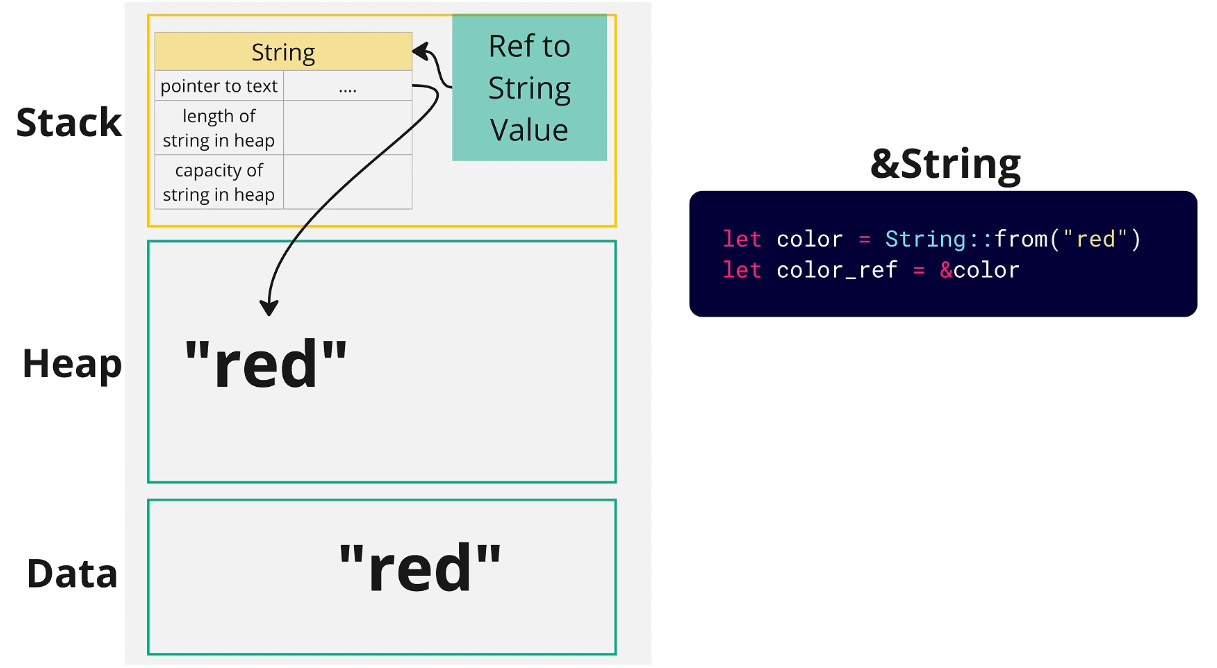 Stack
String
pointer to text
....
length of
string in heap
capacity of
string in heap
Ref to
String
Value
Heap
"red"
Data
"red"
&String
let color = String::from("red")
let color_ref = &color